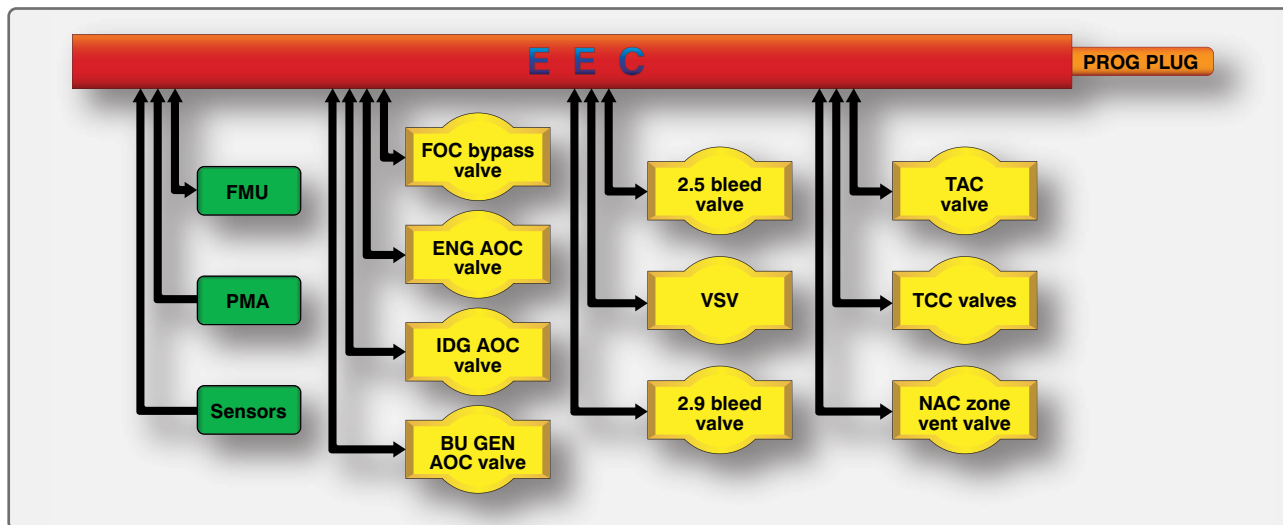 E E C
PROG PLUG
FMU
PMA
Sensors
FOC bypass
valve
ENG AOC
valve
IDG AOC
valve
BU GEN
AOC valve
2.5 bleed
valve
VSV
2.9 bleed
valve
TAC
valve
TCC valves
NAC zone
vent valve